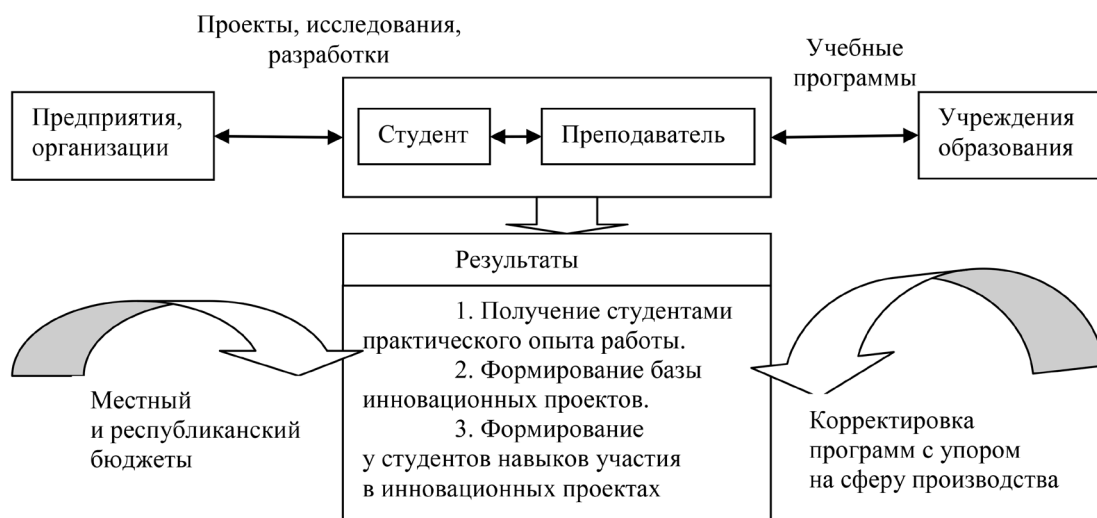 Проекты, исследования,
разработки
Учебные
программы
Предприятия,
организации
Студент
Преподаватель
Учреждения
образования
Результаты
1. Получение студентами
практического опыта работы.
2. Формирование базы
инновационных проектов.
3. Формирование
у студентов навыков участия
в инновационных проектах
Местный
и республиканский
бюджеты
Корректировка
программ с упором
на сферу производства